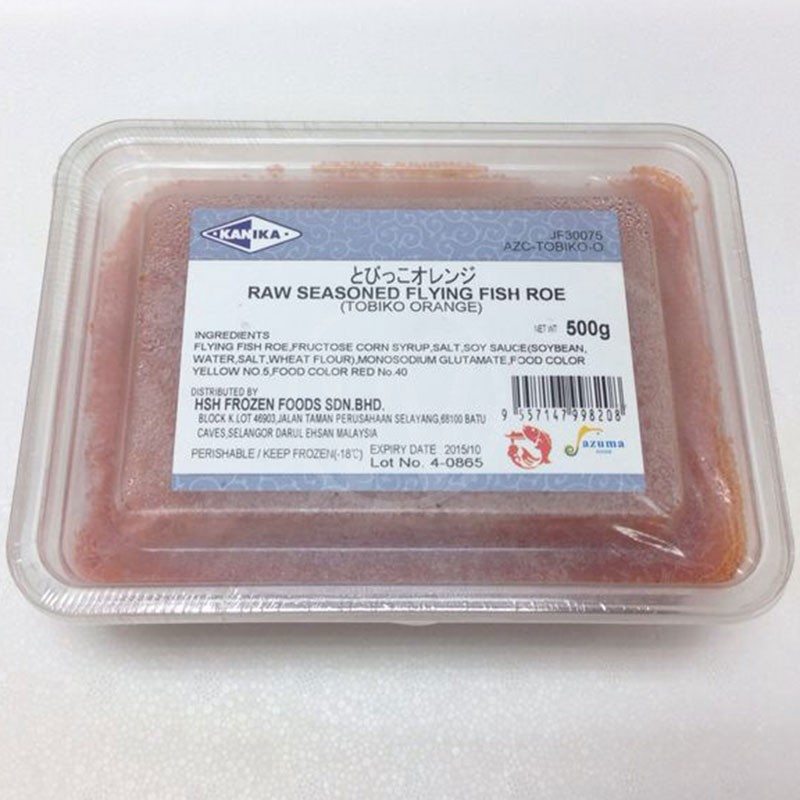 KANIKA
JF30075
AZC-TOBIKO-O
とびっこオレンジ
RAW SEASONED FLYING FISH ROE
(TOBIKO ORANGE)
NET WT 500g
INGREDIENTS
FLYING FISH ROE,FRUCTOSE CORN SYRUP,SALT,SOY SAUCE(SOYBEAN,
WATER,SALT,WHEAT FLOUR),MONOSODIUM GLUTAMATE,FOOD COLOR
YELLOW NO.5,FOOD COLOR RED No.40
DISTRIBUTED BY
HSH FROZEN FOODS SDN.BHD.
BLOCK K.LOT 46903,JALAN TAMAN PERUSAHAAN SELAYANG,68100 BATU
CAVES,SELANGOR DARUL EHSAN MALAYSIA
9 557147 998208
PERISHABLE / KEEP FROZEN(-18℃)
EXPIRY DATE 2015/10
Lot No. 4-0865
azuma